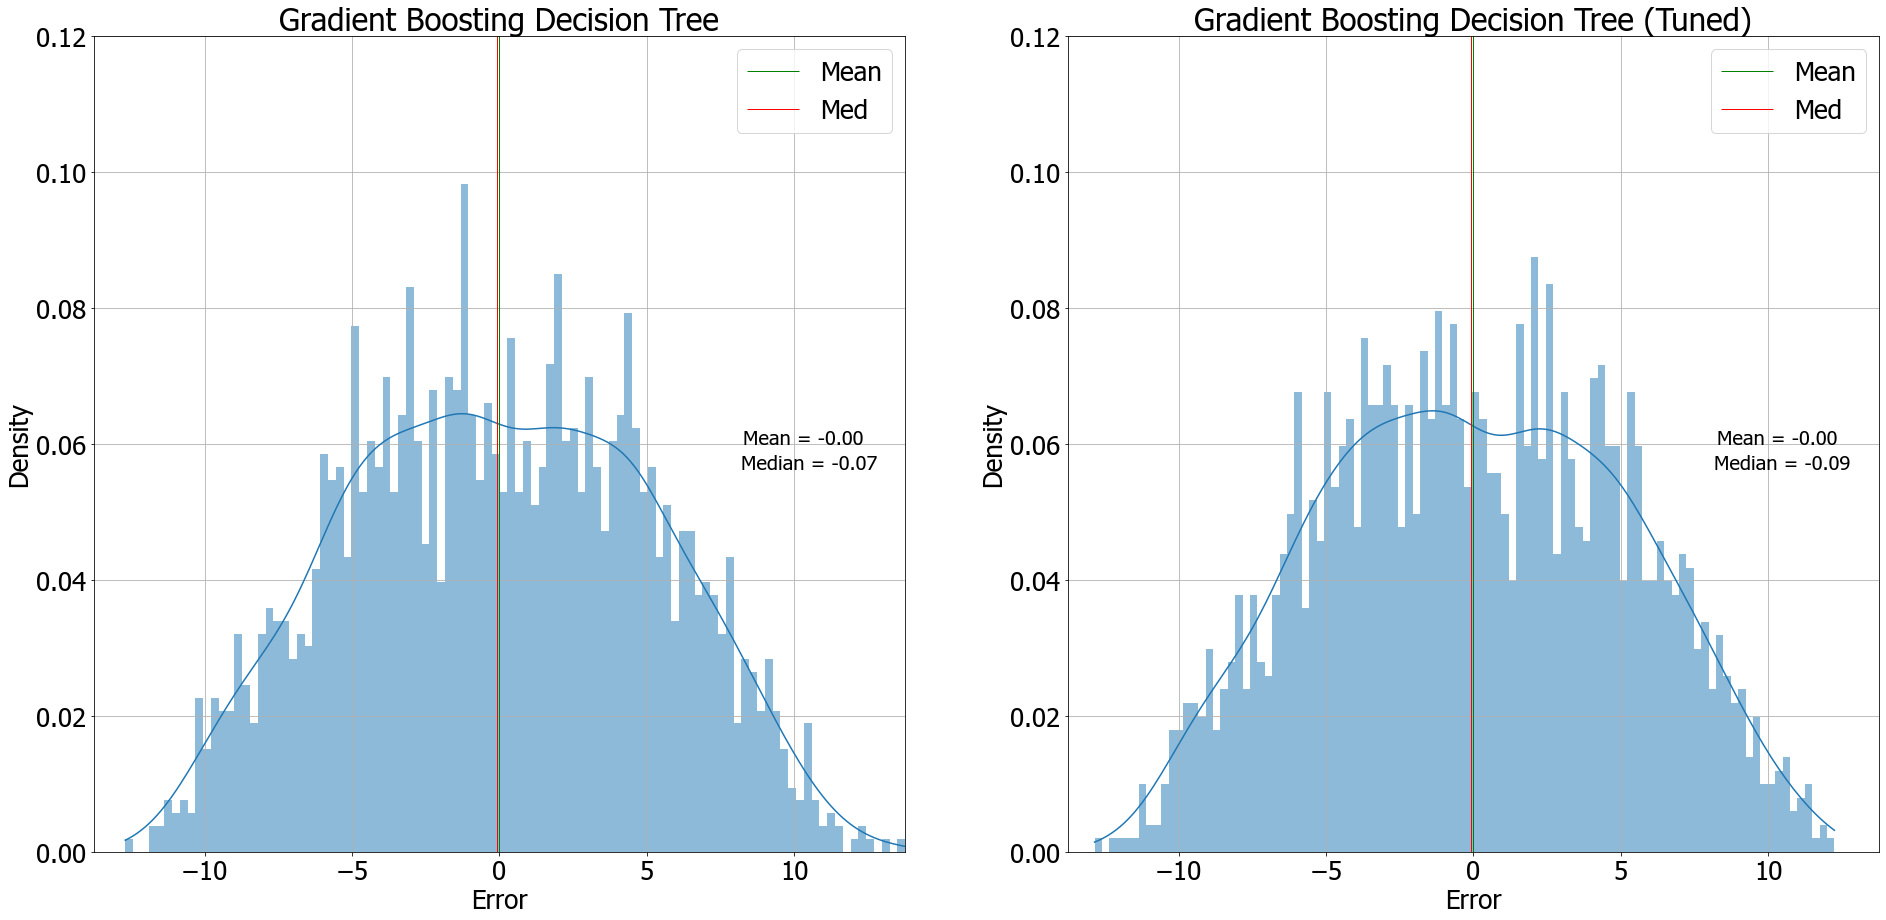 Gradient Boosting Decision Tree
0.12
0.10
0.08
0.06
0.04
0.02
0.00
Density
Mean
Med
Mean = -0.00
Median = -0.07
−10
−5
0
5
10
Error
Gradient Boosting Decision Tree (Tuned)
0.12
0.10
0.08
0.06
0.04
0.02
0.00
Density
Mean
Med
Mean = -0.00
Median = -0.09
−10
−5
0
5
10
Error